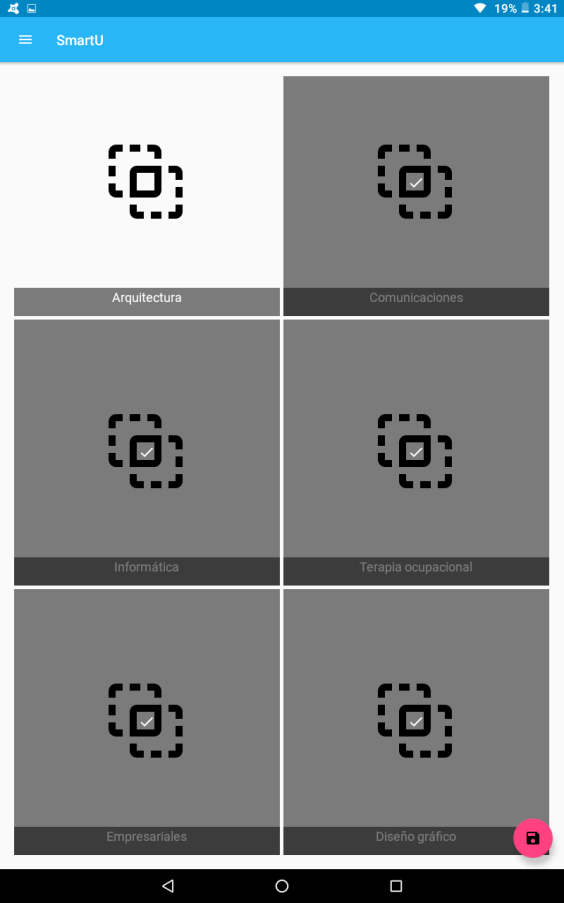 19% 3:41
SmartU
Arquitectura
Comunicaciones
Informática
Terapia ocupacional
Empresariales
Diseño gráfico